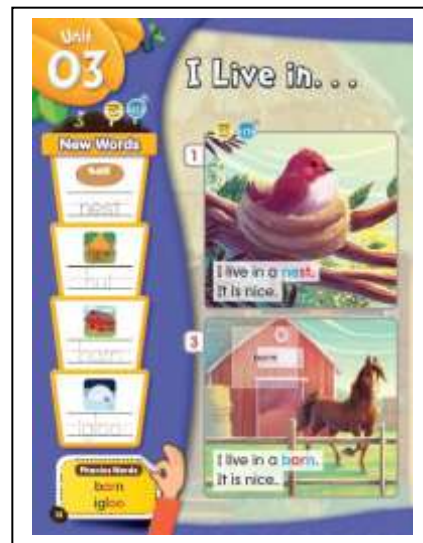 Unit
03
I Live in...
New Words
nest
hut
barn
igloo
Phonics Words
barn
igloo
1
I live in a nest.
It is nice.
3
barn
I live in a barn.
It is nice.